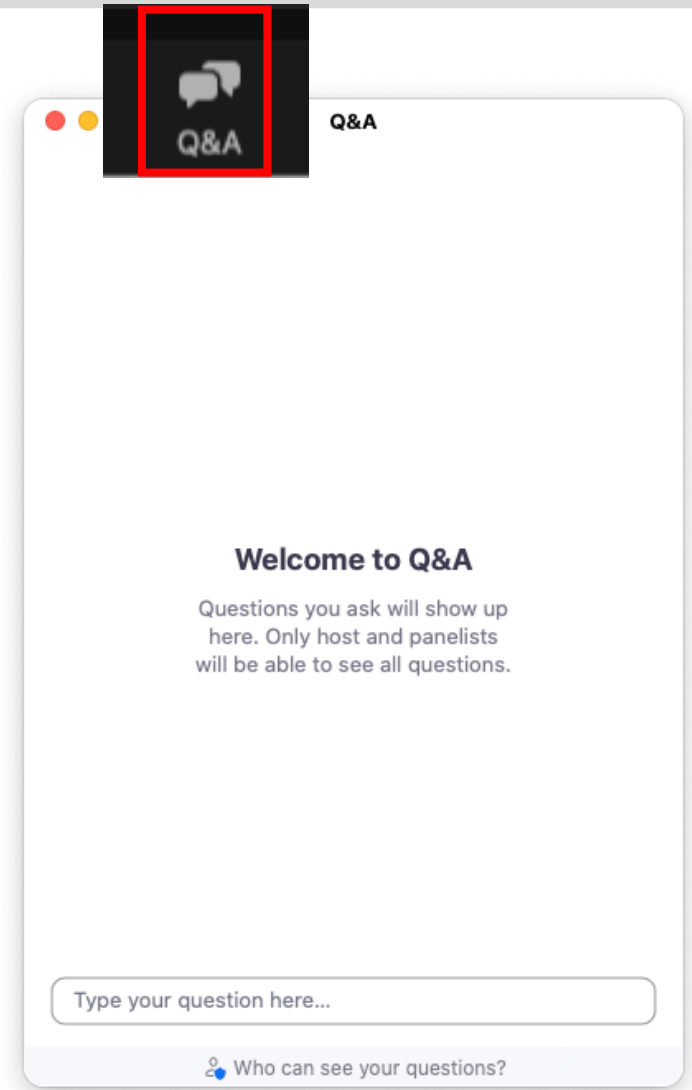 Q&A
Q&A
Welcome to Q&A
Questions you ask will show up
here. Only host and panelists
will be able to see all questions.
Type your question here...
Who can see your questions?